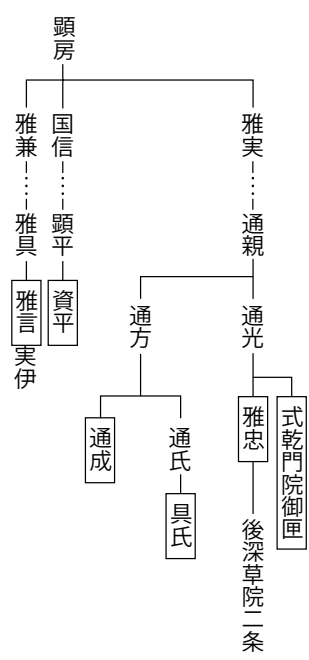 顕房
雅実……通親
通光
式乾門院御匣
雅忠
後深草院二条
通方
通氏
具氏
通成
国信……顕平
資平
雅兼……雅具
雅言
実伊